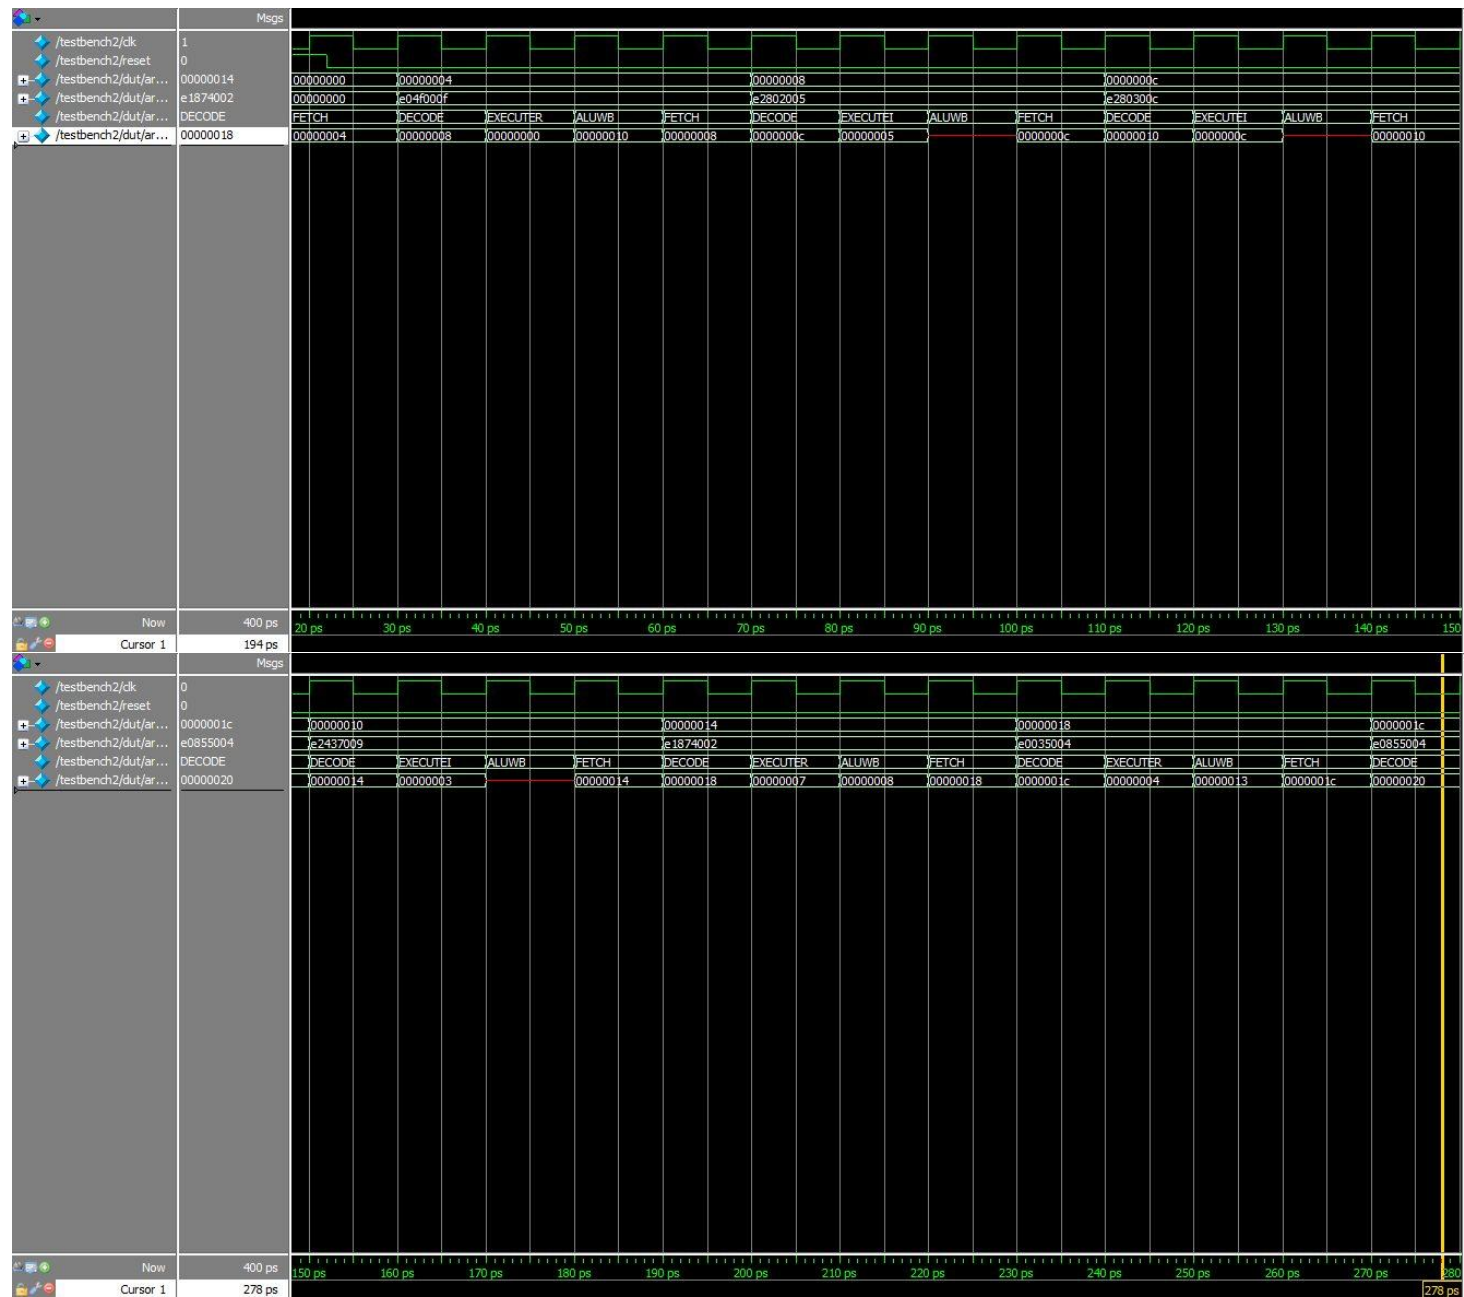 Msgs
/testbench2/clk 1
/testbench2/reset 0
/testbench2/dut/ar... 00000014 00000000 00000004 00000008 0000000c
/testbench2/dut/ar... e1874002 00000000 e04f000f e2802005 e280300c
/testbench2/dut/ar... DECODE FETCH DECODE EXECUTER ALUWB FETCH DECODE EXECUTEI ALUWB FETCH DECODE EXECUTEI ALUWB FETCH
/testbench2/dut/ar... 00000018 00000004 00000008 00000000 00000010 00000008 0000000c 00000005 0000000c 00000010 0000000c 00000010
Now 400 ps 20 ps 30 ps 40 ps 50 ps 60 ps 70 ps 80 ps 90 ps 100 ps 110 ps 120 ps 130 ps 140 ps 150
Cursor 1 194 ps
Msgs
/testbench2/clk 0
/testbench2/reset 0
/testbench2/dut/ar... 0000001c 00000010 00000014 00000018 0000001c
/testbench2/dut/ar... e0855004 e2437009 e1874002 e0035004 e0855004
/testbench2/dut/ar... DECODE DECODE EXECUTEI ALUWB FETCH DECODE EXECUTER ALUWB FETCH DECODE EXECUTER ALUWB FETCH DECODE
/testbench2/dut/ar... 00000020 00000014 00000003 00000014 00000018 00000007 00000008 00000018 0000001c 00000004 00000013 0000001c 00000020
Now 400 ps 150 ps 160 ps 170 ps 180 ps 190 ps 200 ps 210 ps 220 ps 230 ps 240 ps 250 ps 260 ps 270 ps 280
Cursor 1 278 ps 278 ps